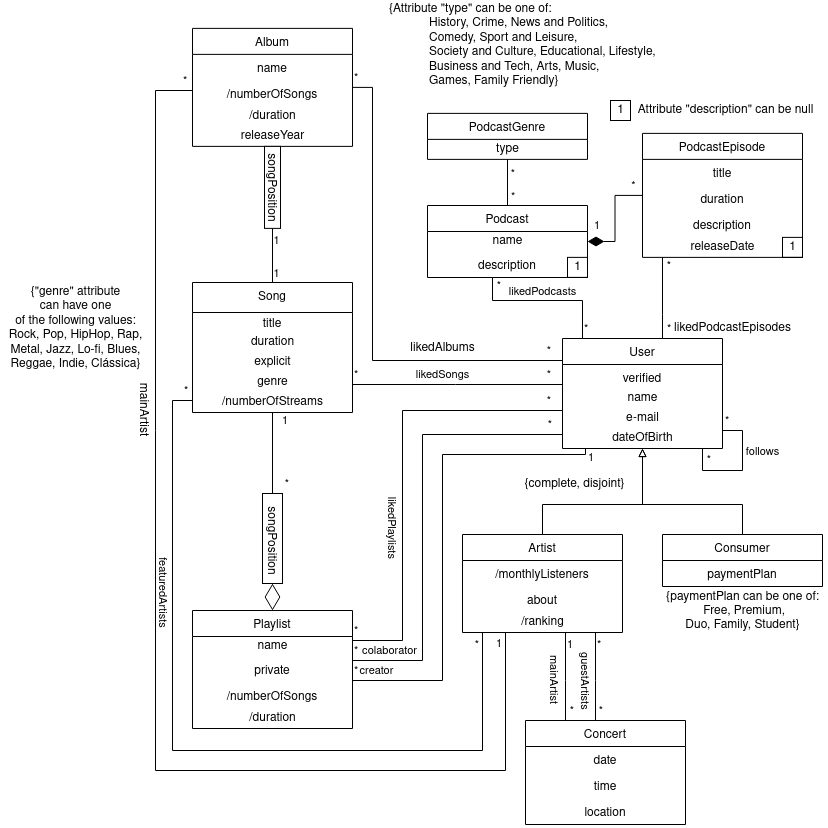 {Attribute "type" can be one of:
History, Crime, News and Politics,
Comedy, Sport and Leisure,
Society and Culture, Educational, Lifestyle,
Business and Tech, Arts, Music,
Games, Family Friendly}
1 Attribute "description" can be null
Album
name
/numberOfSongs
/duration
releaseYear
*
*
songPosition
1
1
PodcastGenre
type
*
*
Podcast
name
description
1
1
*
PodcastEpisode
title
duration
description
releaseDate
1
*
*
likedPodcasts
*
* likedPodcastEpisodes
*
{"genre" attribute
can have one
of the following values:
Rock, Pop, HipHop, Rap,
Metal, Jazz, Lo-fi, Blues,
Reggae, Indie, Clássica}
Song
title
duration
explicit
genre
/numberOfStreams
*
*
1
likedAlbums
*
likedSongs
*
*
*
User
verified
name
e-mail
dateOfBirth
*
*
follows
1
mainArtist
featuredArtists
*
songPosition
likedPlaylists
{complete, disjoint}
Artist
/monthlyListeners
about
/ranking
Consumer
paymentPlan
{paymentPlan can be one of:
Free, Premium,
Duo, Family, Student}
Playlist
name
private
/numberOfSongs
/duration
*
* colaborator
* creator
*
1
1
*
mainArtist
guestArtists
*
*
Concert
date
time
location